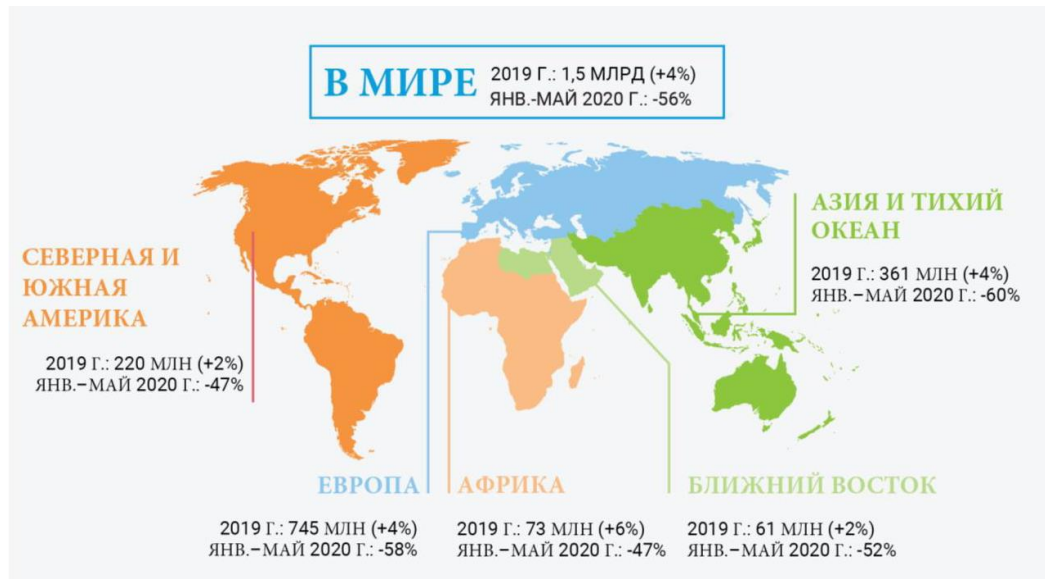 В МИРЕ
2019 Г.: 1,5 МЛРД (+4%)
ЯНВ.-МАЙ 2020 Г.: -56%
АЗИЯ И ТИХИЙ
ОКЕАН
2019 Г.: 361 МЛН (+4%)
ЯНВ.–МАЙ 2020 Г.: -60%
СЕВЕРНАЯ И
ЮЖНАЯ
АМЕРИКА
2019 Г.: 220 МЛН (+2%)
ЯНВ.–МАЙ 2020 Г.: -47%
ЕВРОПА
2019 Г.: 745 МЛН (+4%)
ЯНВ.–МАЙ 2020 Г.: -58%
АФРИКА
2019 Г.: 73 МЛН (+6%)
ЯНВ.–МАЙ 2020 Г.: -47%
БЛИЖНИЙ ВОСТОК
2019 Г.: 61 МЛН (+2%)
ЯНВ.–МАЙ 2020 Г.: -52%